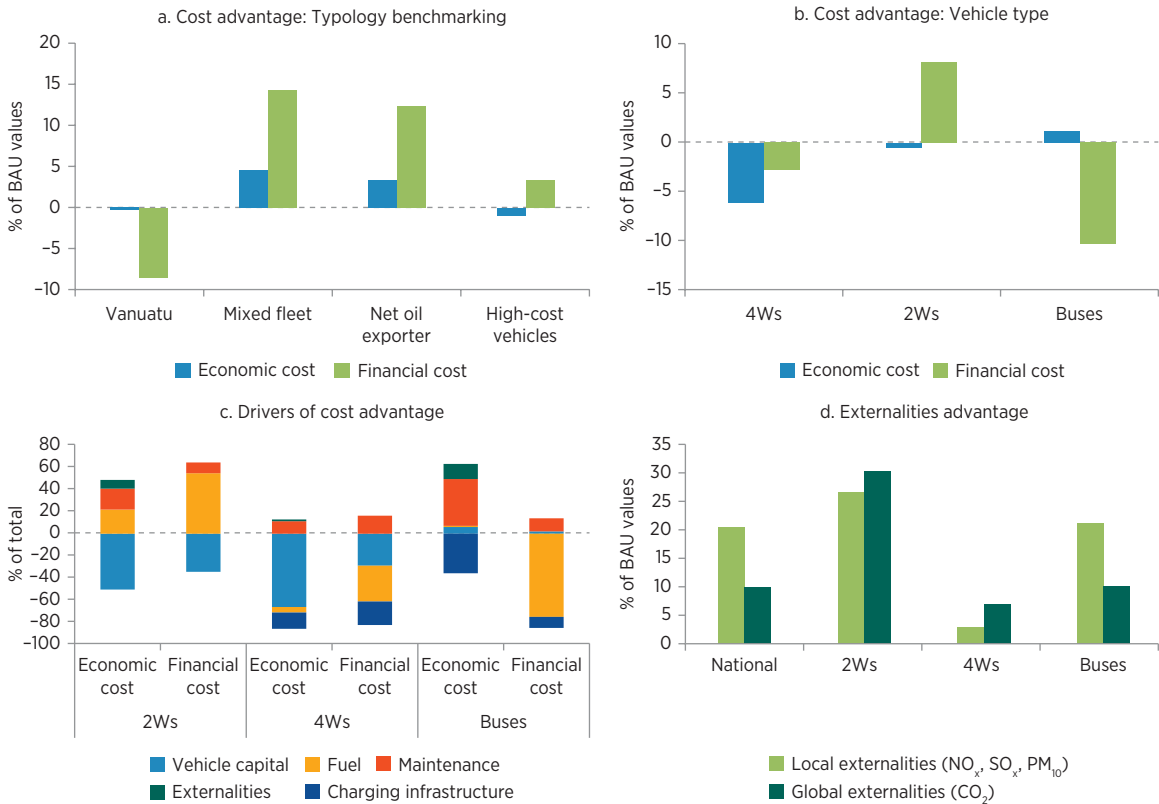 a. Cost advantage: Typology benchmarking
% of BAU values
20
15
10
5
0
−5
−10
Vanuatu
Mixed fleet
Net oil
exporter
High-cost
vehicles
Economic cost
Financial cost
b. Cost advantage: Vehicle type
% of BAU values
10
5
0
−5
−10
−15
4Ws
2Ws
Buses
Economic cost
Financial cost
c. Drivers of cost advantage
% of total
80
60
40
20
0
−20
−40
−60
−80
−100
Economic
cost
Financial
cost
Economic
cost
Financial
cost
Economic
cost
Financial
cost
2Ws
4Ws
Buses
Vehicle capital
Fuel
Maintenance
Externalities
Charging infrastructure
d. Externalities advantage
% of BAU values
35
30
25
20
15
10
5
0
National
2Ws
4Ws
Buses
Local externalities (NOₓ, SOₓ, PM₁₀)
Global externalities (CO₂)